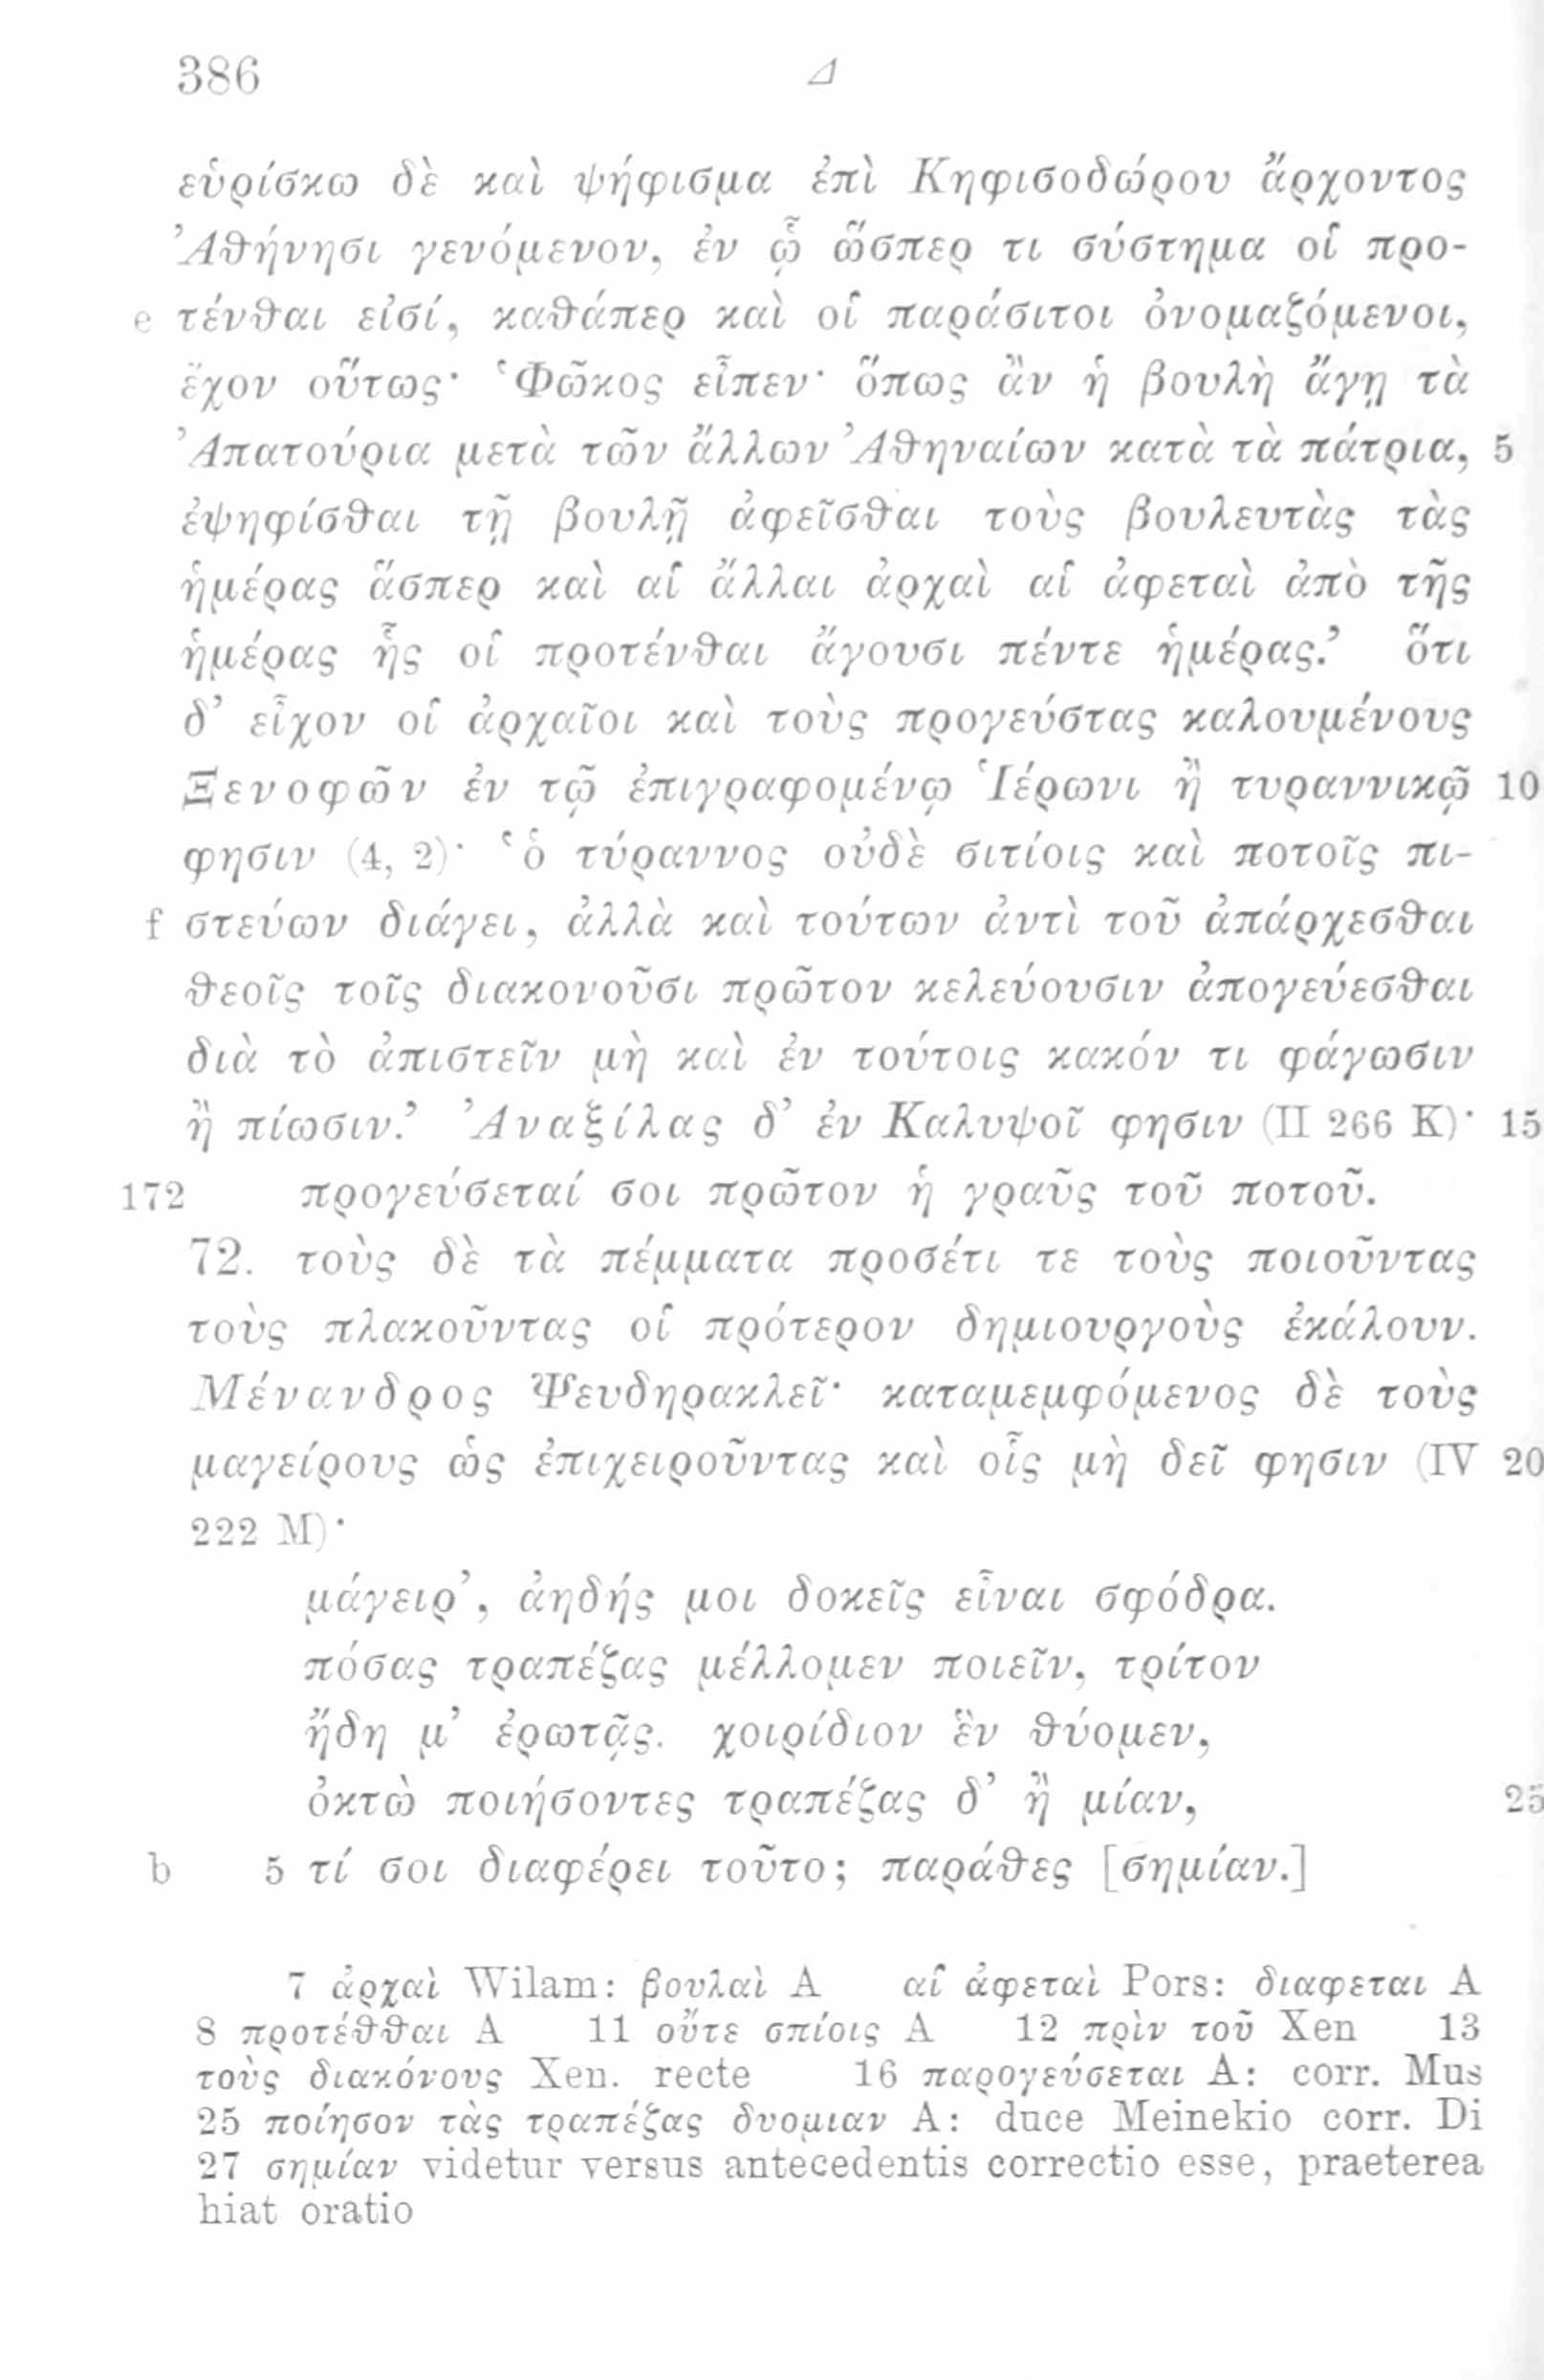 386 Δ
εὑρίσκω δὲ καὶ ψήφισμα ἐπὶ Κηφισοδώρου ἄρχοντος
Ἀθήνησι γενόμενον, ἐν ᾧ ὥσπερ τι σύστημα οἱ προ-
e τένθαι εἰσί, καθάπερ καὶ οἱ παράσιτοι ὀνομαζόμενοι,
ἔχον οὕτως· ‘Φῶκος εἶπεν· ὅπως ἂν ἡ βουλὴ ἄγῃ τὰ
Ἀπατούρια μετὰ τῶν ἄλλων Ἀθηναίων κατὰ τὰ πάτρια, 5
ἐψηφίσθαι τῇ βουλῇ ἀφεῖσθαι τοὺς βουλευτὰς τὰς
ἡμέρας ἅσπερ καὶ αἱ ἄλλαι ἀρχαὶ αἱ ἀφεταὶ ἀπὸ τῆς
ἡμέρας ἧς οἱ προτένθαι ἄγουσι πέντε ἡμέρας.’ ὅτι
δ’ εἶχον οἱ ἀρχαῖοι καὶ τοὺς προγεύστας καλουμένους
Ξενοφῶν ἐν τῷ ἐπιγραφομένῳ Ἱέρωνι ἢ τυραννικῷ 10
φησιν (4, 2)· ‘ὁ τύραννος οὐδὲ σιτίοις καὶ ποτοῖς πι-
f στεύων διάγει, ἀλλὰ καὶ τούτων ἀντὶ τοῦ ἀπάρχεσθαι
θεοῖς τοῖς διακονοῦσι πρῶτον κελεύουσιν ἀπογεύεσθαι
διὰ τὸ ἀπιστεῖν μὴ καὶ ἐν τούτοις κακόν τι φάγωσιν
ἢ πίωσιν.’ Ἀναξίλας δ’ ἐν Καλυψοῖ φησιν (II 266 K)· 15
172 προγεύσεταί σοι πρῶτον ἡ γραῦς τοῦ ποτοῦ.
72. τοὺς δὲ τὰ πέμματα προσέτι τε τοὺς ποιοῦντας
τοὺς πλακοῦντας οἱ πρότερον δημιουργοὺς ἐκάλουν.
Μένανδρος Ψευδηρακλεῖ· καταμεμφόμενος δὲ τοὺς
μαγείρους ὡς ἐπιχειροῦντας καὶ οἷς μὴ δεῖ φησιν (IV 20
222 M)·
μάγειρ’, ἀηδής μοι δοκεῖς εἶναι σφόδρα.
πόσας τραπέζας μέλλομεν ποιεῖν, τρίτον
ἤδη μ’ ἐρωτᾷς. χοιρίδιον ἓν θύομεν,
ὀκτὼ ποιήσοντες τραπέζας δ’ ἢ μίαν, 25
b 5 τί σοι διαφέρει τοῦτο; παράθες [σημίαν.]
7 ἀρχαὶ Wilam: βουλαὶ A αἱ ἀφεταὶ Pors: διαφεται A
8 προτέθθαι A 11 οὔτε σπίοις A 12 πρὶν τοῦ Xen 13
τοὺς διακόνους Xen. recte 16 παρογεύσεται A: corr. Mus
25 ποίησον τὰς τραπέζας δυομιαν A: duce Meinekio corr. Di
27 σημίαν videtur versus antecedentis correctio esse, praeterea
hiat oratio